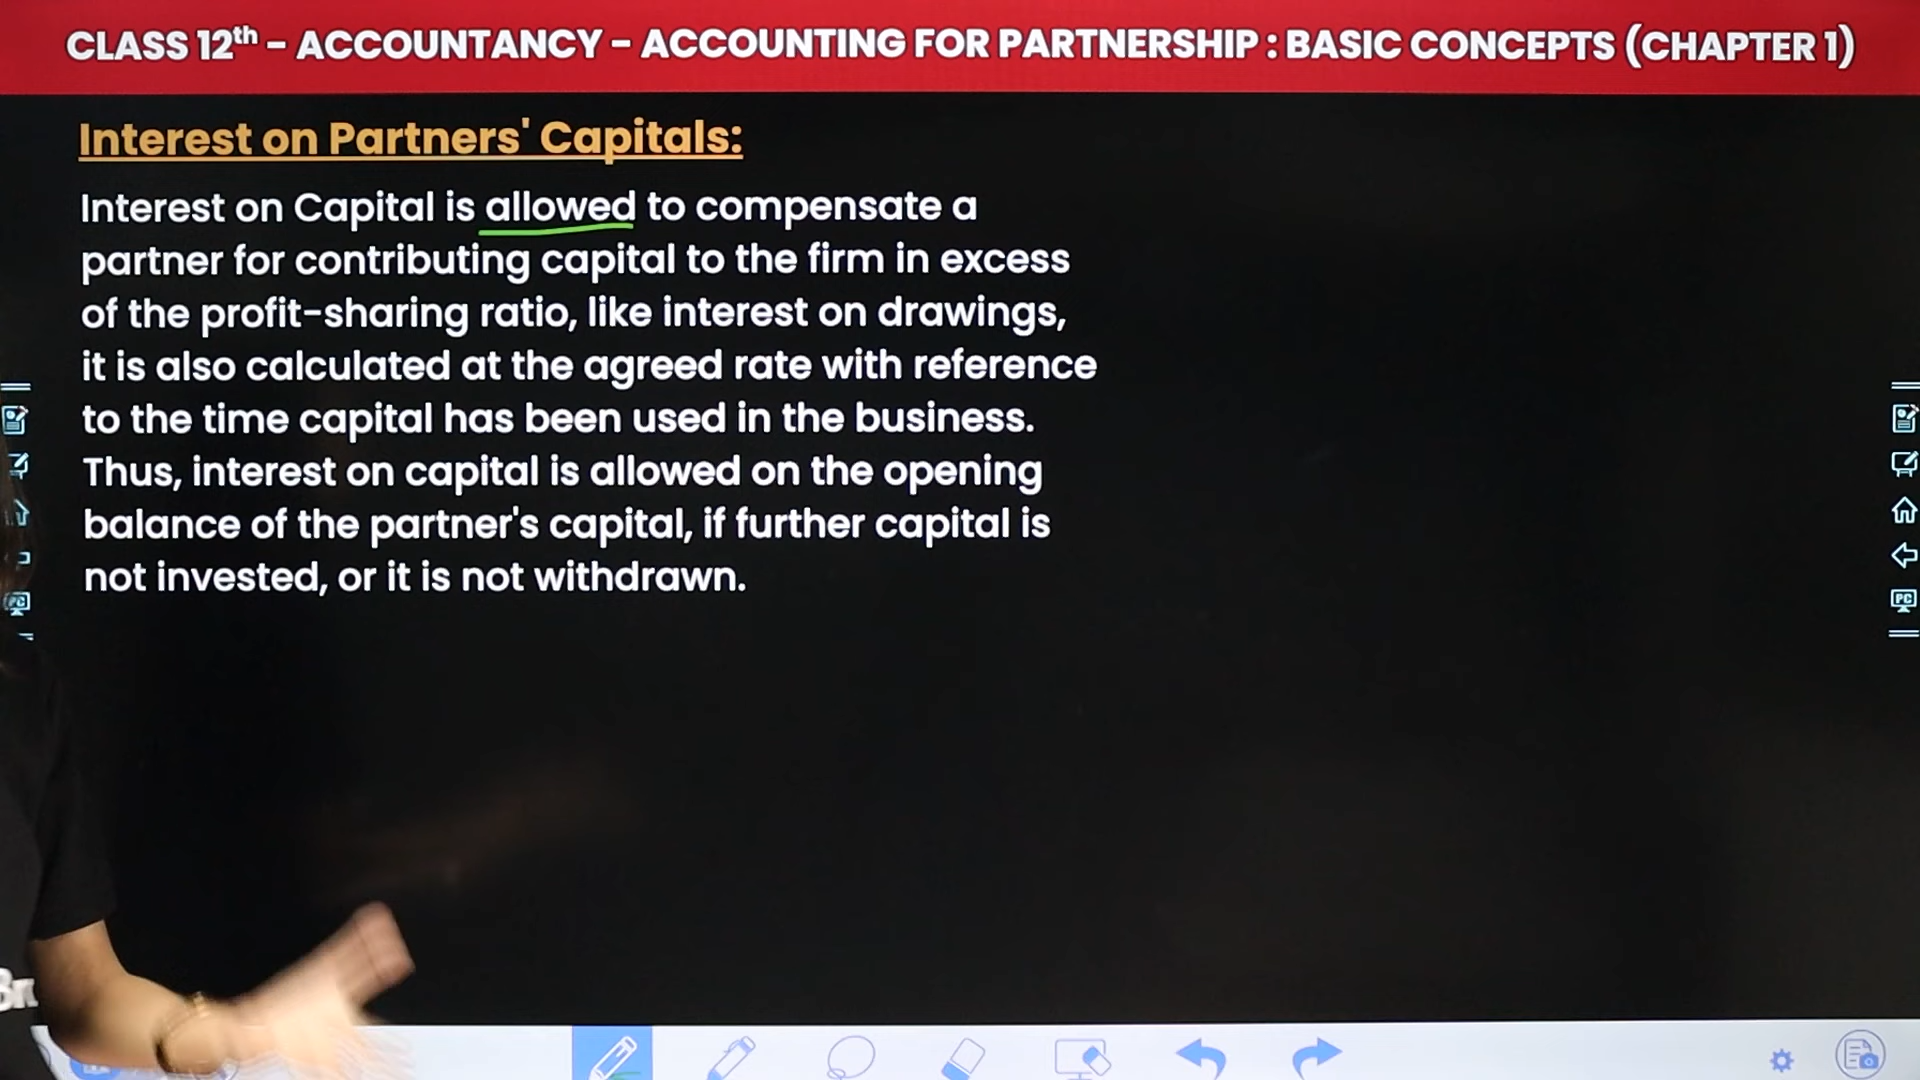 CLASS 12th - ACCOUNTANCY - ACCOUNTING FOR PARTNERSHIP : BASIC CONCEPTS (CHAPTER 1)
Interest on Partners' Capitals:
Interest on Capital is allowed to compensate a
partner for contributing capital to the firm in excess
of the profit-sharing ratio, like interest on drawings,
it is also calculated at the agreed rate with reference
to the time capital has been used in the business.
Thus, interest on capital is allowed on the opening
balance of the partner's capital, if further capital is
not invested, or it is not withdrawn.
PC
PC